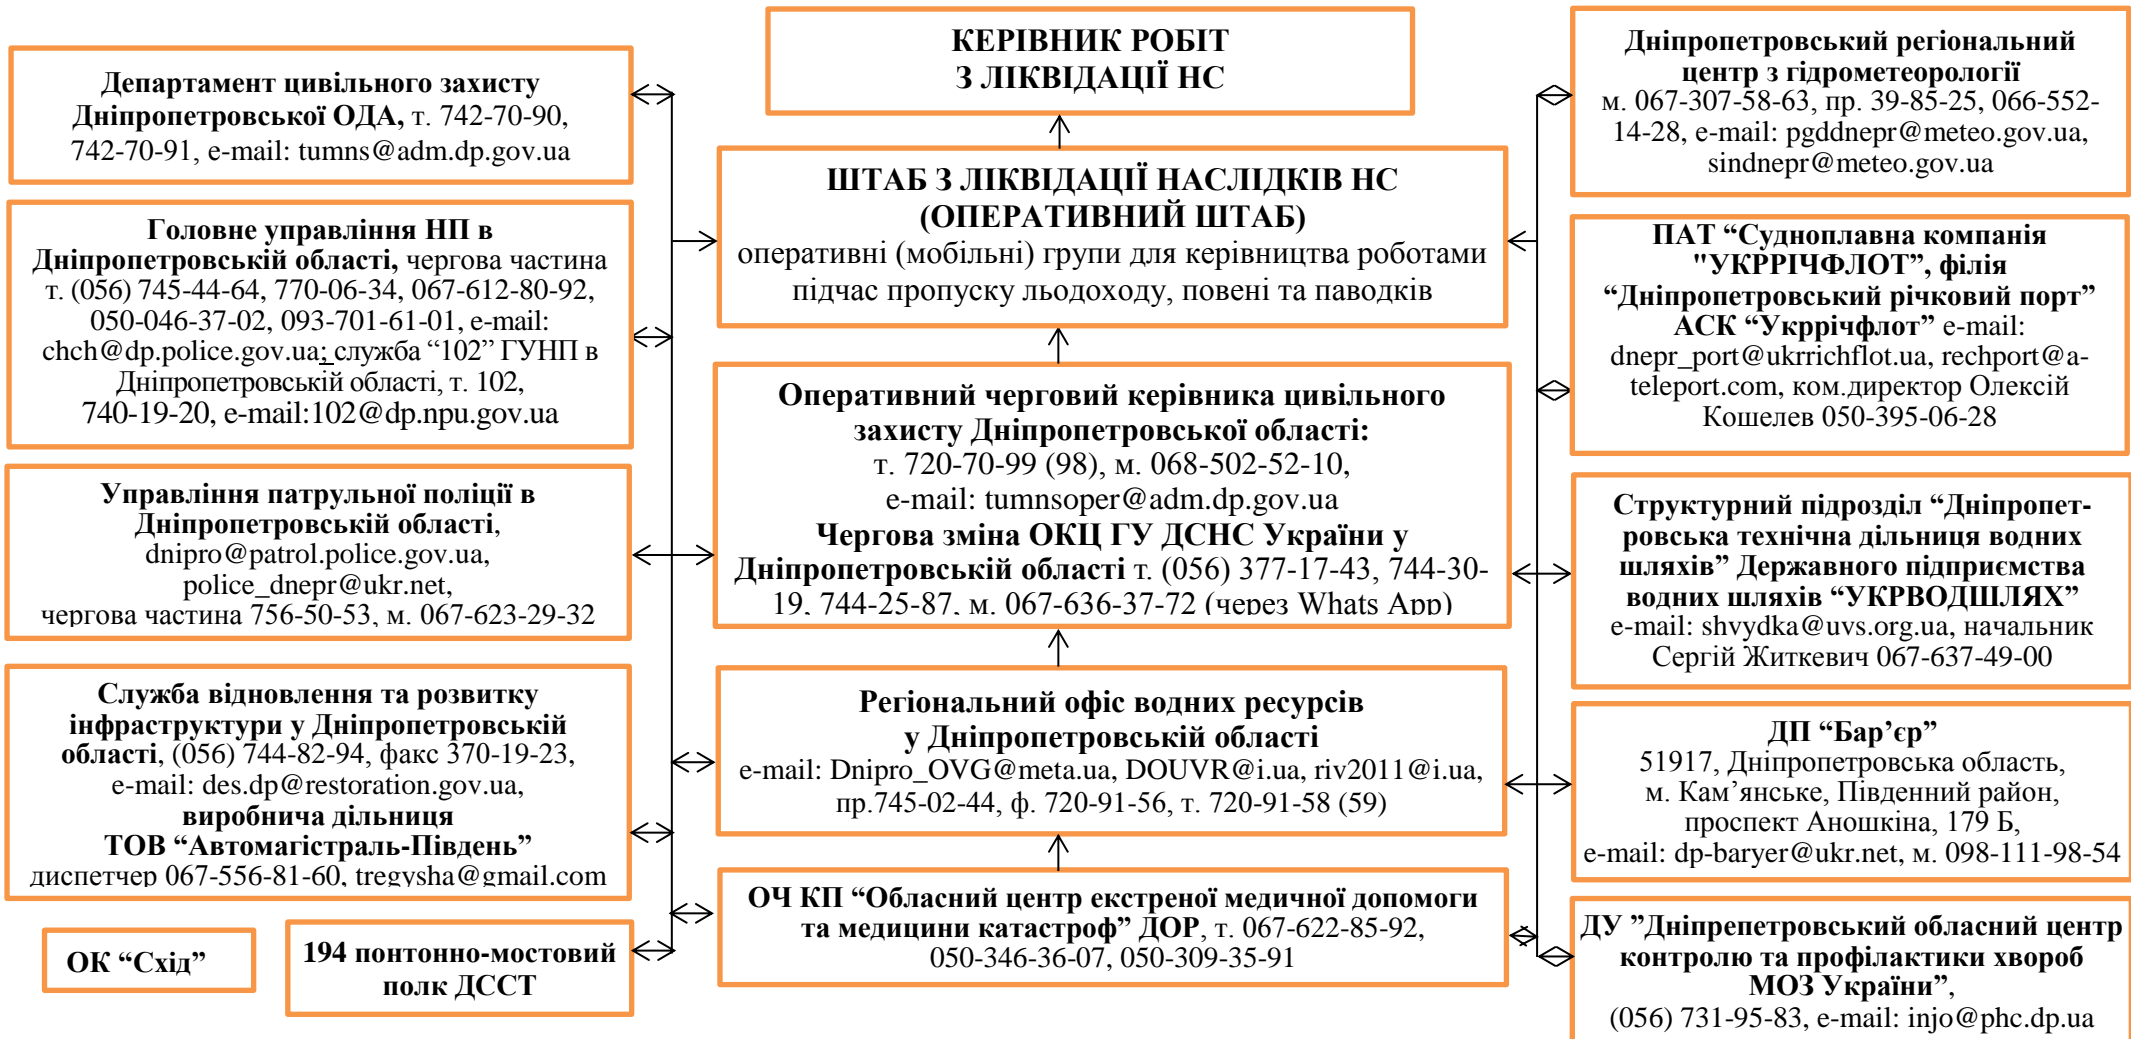 КЕРІВНИК РОБІТ
З ЛІКВІДАЦІЇ НС
Департамент цивільного захисту
Дніпропетровської ОДА, т. 742-70-90,
742-70-91, e-mail: tumns@adm.dp.gov.ua
Головне управління НП в
Дніпропетровській області, чергова частина
т. (056) 745-44-64, 770-06-34, 067-612-80-92,
050-046-37-02, 093-701-61-01, e-mail:
chch@dp.police.gov.ua; служба “102” ГУНП в
Дніпропетровській області, т. 102,
740-19-20, e-mail:102@dp.npu.gov.ua
Управління патрульної поліції в
Дніпропетровській області,
dnipro@patrol.police.gov.ua,
police_dnepr@ukr.net,
чергова частина 756-50-53, м. 067-623-29-32
Служба відновлення та розвитку
інфраструктури у Дніпропетровській
області, (056) 744-82-94, факс 370-19-23,
e-mail: des.dp@restoration.gov.ua,
виробнича дільниця
ТОВ “Автомагістраль-Південь”
диспетчер 067-556-81-60, tregysha@gmail.com
ОК “Схід”
194 понтонно-мостовий
полк ДССТ
ШТАБ З ЛІКВІДАЦІЇ НАСЛІДКІВ НС
(ОПЕРАТИВНИЙ ШТАБ)
оперативні (мобільні) групи для керівництва роботами
підчас пропуску льодоходу, повені та паводків
Оперативний черговий керівника цивільного
захисту Дніпропетровської області:
т. 720-70-99 (98), м. 068-502-52-10,
e-mail: tumnsoper@adm.dp.gov.ua
Чергова зміна ОКЦ ГУ ДСНС України у
Дніпропетровській області т. (056) 377-17-43, 744-30-
19, 744-25-87, м. 067-636-37-72 (через Whats App)
Регіональний офіс водних ресурсів
у Дніпропетровській області
e-mail: Dnipro_OVG@meta.ua, DOUVR@i.ua, riv2011@i.ua,
пр.745-02-44, ф. 720-91-56, т. 720-91-58 (59)
ОЧ КП “Обласний центр екстреної медичної допомоги
та медицини катастроф” ДОР, т. 067-622-85-92,
050-346-36-07, 050-309-35-91
Дніпропетровський регіональний
центр з гідрометеорології
м. 067-307-58-63, пр. 39-85-25, 066-552-
14-28, e-mail: pgddnepr@meteo.gov.ua,
sindnepr@meteo.gov.ua
ПАТ “Судноплавна компанія
"УКРРІЧФЛОТ”, філія
“Дніпропетровський річковий порт”
АСК “Укррічфлот” e-mail:
dnepr_port@ukrrichflot.ua, rechport@a-
teleport.com, ком.директор Олексій
Кошелев 050-395-06-28
Структурний підрозділ “Дніпропет-
ровська технічна дільниця водних
шляхів” Державного підприємства
водних шляхів “УКРВОДШЛЯХ”
e-mail: shvydka@uvs.org.ua, начальник
Сергій Житкевич 067-637-49-00
ДП “Бар’єр”
51917, Дніпропетровська область,
м. Кам’янське, Південний район,
проспект Аношкіна, 179 Б,
e-mail: dp-baryer@ukr.net, м. 098-111-98-54
ДУ ”Дніпрепетровський обласний центр
контролю та профілактики хвороб
МОЗ України”,
(056) 731-95-83, e-mail: injo@phc.dp.ua